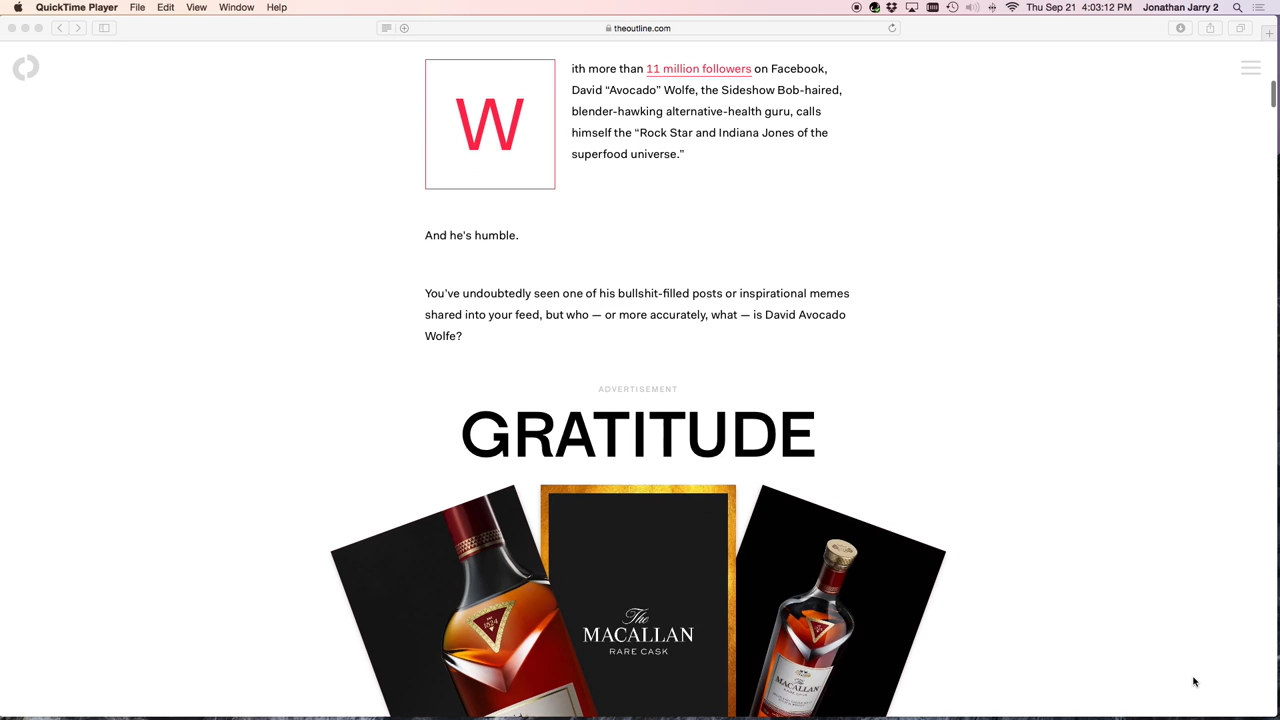 QuickTime Player File Edit View Window Help Thu Sep 21 4:03:12 PM Jonathan Jarry 2
theoutline.com
W
ith more than 11 million followers on Facebook,
David “Avocado” Wolfe, the Sideshow Bob-haired,
blender-hawking alternative-health guru, calls
himself the “Rock Star and Indiana Jones of the
superfood universe.”
And he's humble.
You've undoubtedly seen one of his bullshit-filled posts or inspirational memes
shared into your feed, but who — or more accurately, what — is David Avocado
Wolfe?
ADVERTISEMENT
GRATITUDE
1824
The
MACALLAN
RARE CASK
The
MACALLAN